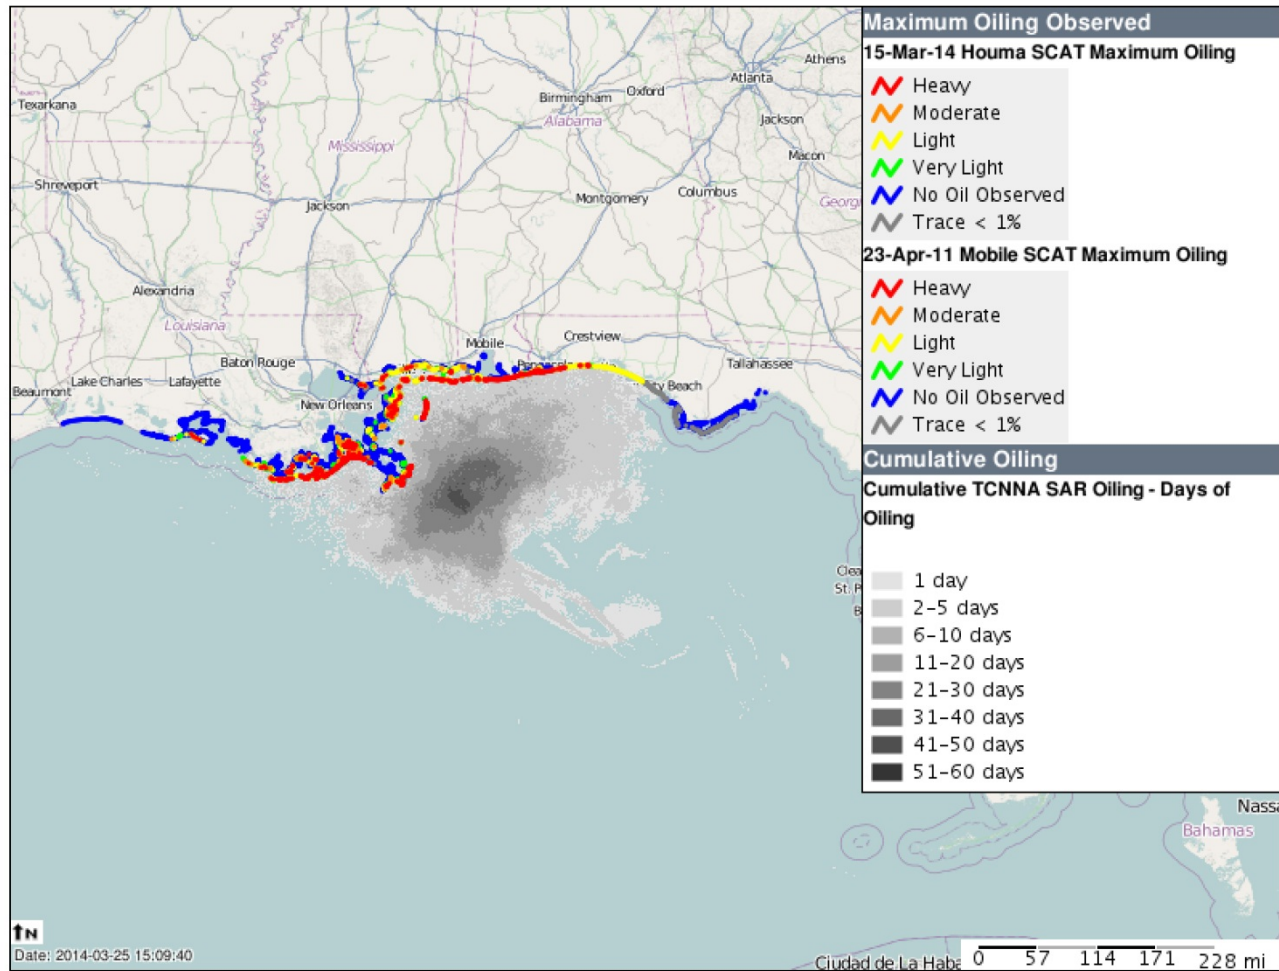 Maximum Oiling Observed
15-Mar-14 Houma SCAT Maximum Oiling
Heavy
Moderate
Light
Very Light
No Oil Observed
Trace < 1%
23-Apr-11 Mobile SCAT Maximum Oiling
Heavy
Moderate
Light
Very Light
No Oil Observed
Trace < 1%
Cumulative Oiling
Cumulative TCNNA SAR Oiling - Days of
Oiling
1 day
2-5 days
6-10 days
11-20 days
21-30 days
31-40 days
41-50 days
51-60 days
Athens
Atlanta
Texarkana
Birmingham
Oxford
Alabama
Jackson
Mississippi
Macon
Shreveport
Columbus
Montgomery
Jackson
Georgi
Alexandria
Louisiana
Crestview
Mobile
Baton Rouge
Tallahassee
Lake Charles
Lafayette
City Beach
Beaumont
New Orleans
Clea
St. P
Nassa
Bahamas
N
Date: 2014-03-25 15:09:40
Ciudad de La Haba
0 57 114 171 228 mi